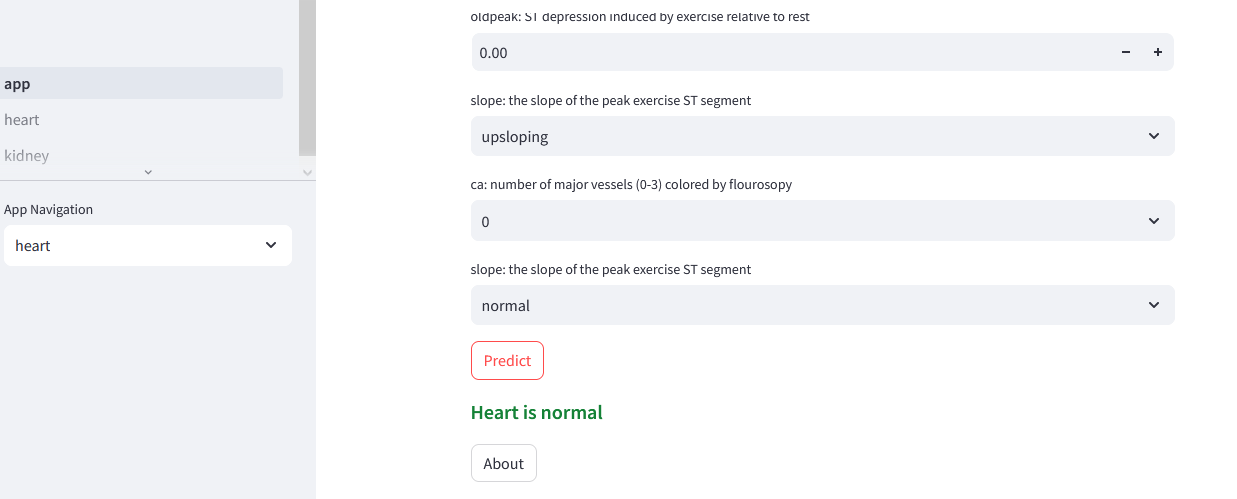 app
heart
kidney
App Navigation
heart
oldpeak: ST depression induced by exercise relative to rest
0.00
slope: the slope of the peak exercise ST segment
upsloping
ca: number of major vessels (0-3) colored by flourosopy
0
slope: the slope of the peak exercise ST segment
normal
Predict
Heart is normal
About